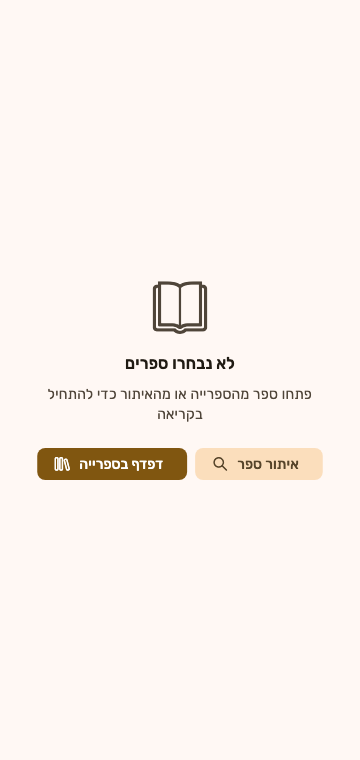 לא נבחרו ספרים
פתחו ספר מהספרייה או מהאיתור כדי להתחיל
בקריאה
איתור ספר
דפדף בספרייה